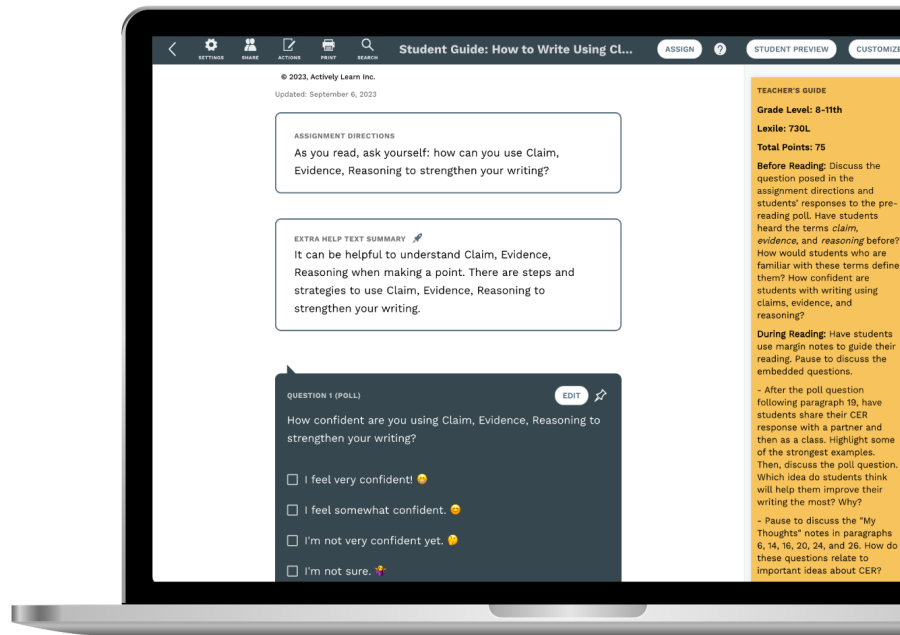 SETTINGS
SHARE
ACTIONS
PRINT
SEARCH
Student Guide: How to Write Using Cl...
ASSIGN
?
STUDENT PREVIEW
CUSTOMIZE
© 2023, Actively Learn Inc.
Updated: September 6, 2023
ASSIGNMENT DIRECTIONS
As you read, ask yourself: how can you use Claim,
Evidence, Reasoning to strengthen your writing?
EXTRA HELP TEXT SUMMARY 🚀
It can be helpful to understand Claim, Evidence,
Reasoning when making a point. There are steps and
strategies to use Claim, Evidence, Reasoning to
strengthen your writing.
QUESTION 1 (POLL)
EDIT
How confident are you using Claim, Evidence, Reasoning to
strengthen your writing?
I feel very confident! 😁
I feel somewhat confident. 😊
I'm not very confident yet. 🤔
I'm not sure. 🤷‍♀️
TEACHER'S GUIDE
Grade Level: 8-11th
Lexile: 730L
Total Points: 75
Before Reading: Discuss the
question posed in the
assignment directions and
students' responses to the pre-
reading poll. Have students
heard the terms claim,
evidence, and reasoning before?
How would students who are
familiar with these terms define
them? How confident are
students with writing using
claims, evidence, and
reasoning?
During Reading: Have students
use margin notes to guide their
reading. Pause to discuss the
embedded questions.
- After the poll question
following paragraph 19, have
students share their CER
response with a partner and
then as a class. Highlight some
of the strongest examples.
Then, discuss the poll question.
Which idea do students think
will help them improve their
writing the most? Why?
- Pause to discuss the "My
Thoughts" notes in paragraphs
6, 14, 16, 20, 24, and 26. How do
these questions relate to
important ideas about CER?